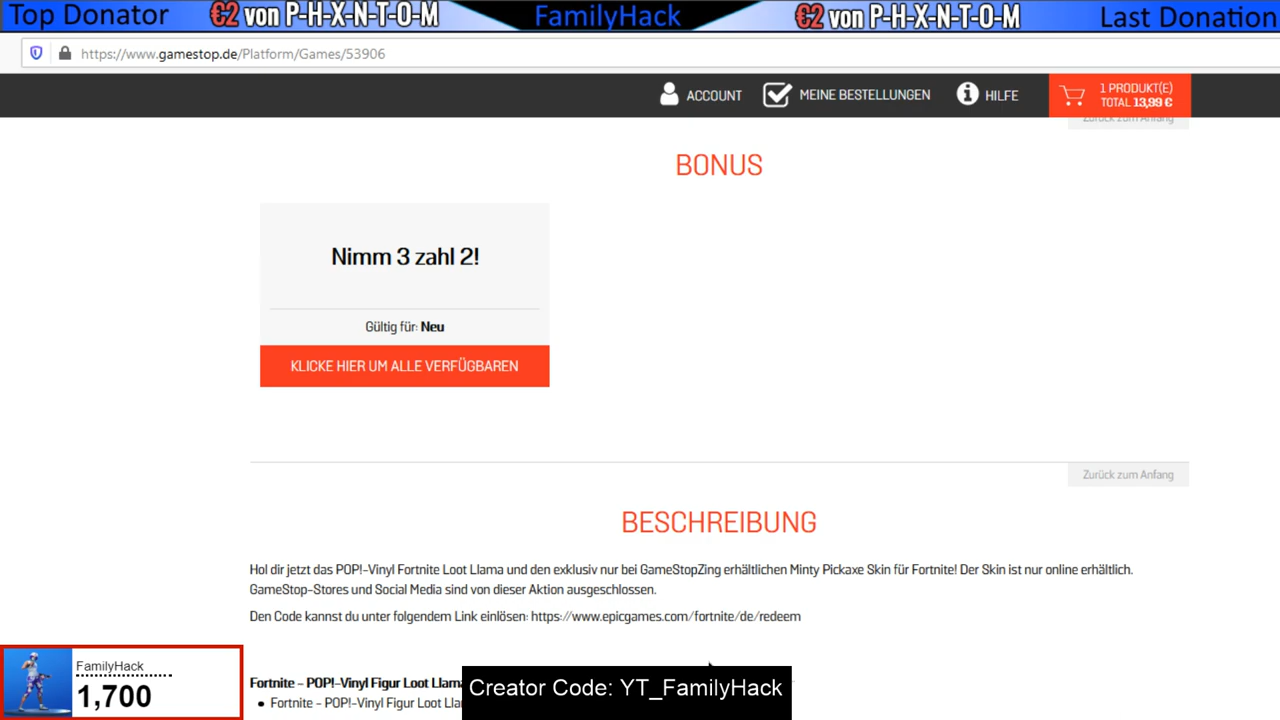 Top Donator €2 von P-H-X-N-T-O-M FamilyHack €2 von P-H-X-N-T-O-M Last Donation
https://www.gamestop.de/Platform/Games/53906
ACCOUNT MEINE BESTELLUNGEN HILFE 1 PRODUKT(E)
TOTAL 13,99 €
Zurück zum Anfang
BONUS
Nimm 3 zahl 2!
Gültig für: Neu
KLICKE HIER UM ALLE VERFÜGBAREN
Zurück zum Anfang
BESCHREIBUNG
Hol dir jetzt das POP!-Vinyl Fortnite Loot Llama und den exklusiv nur bei GameStopZing erhältlichen Minty Pickaxe Skin für Fortnite! Der Skin ist nur online erhältlich.
GameStop-Stores und Social Media sind von dieser Aktion ausgeschlossen.
Den Code kannst du unter folgendem Link einlösen: https://www.epicgames.com/fortnite/de/redeem
Fortnite - POP!-Vinyl Figur Loot Llama
• Fortnite - POP!-Vinyl Figur Loot Lla
FamilyHack
1,700
Creator Code: YT_FamilyHack